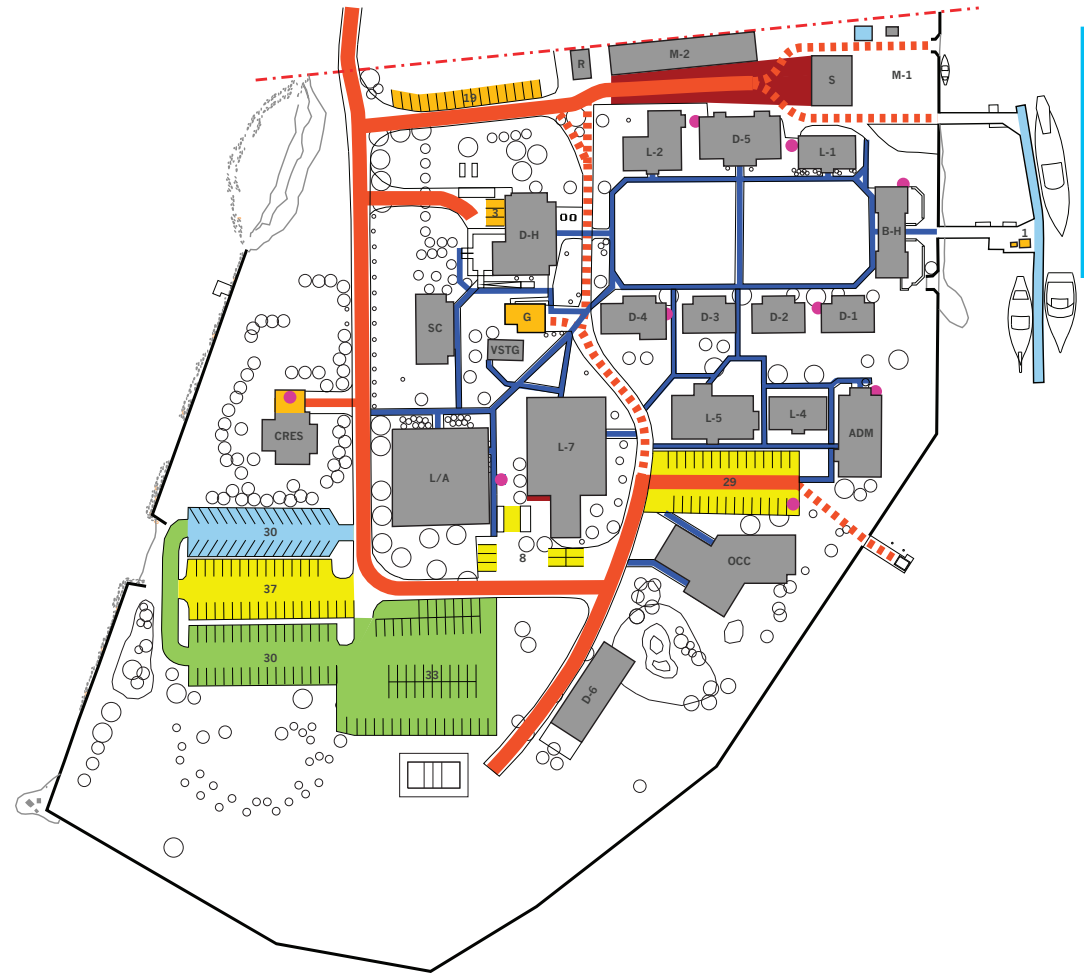 M-2
R
19
S
M-1
L-2
D-5
L-1
3
D-H
B-H
1
SC
G
D-4
D-3
D-2
D-1
VSTG
CRES
L-5
L-4
ADM
L/A
L-7
29
30
8
OCC
37
30
33
D-6